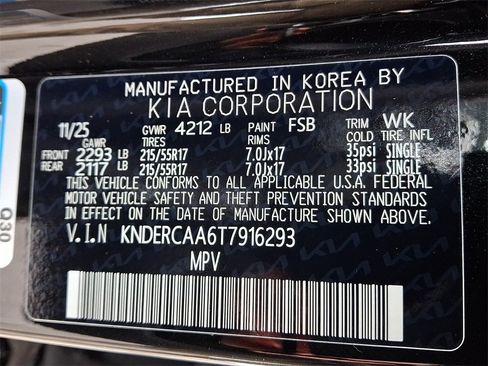 MANUFACTURED IN KOREA BY
KIA CORPORATION
11/25 GVWR 4212 LB PAINT FSB TRIM WK
GAWR TIRES RIMS COLD TIRE INFL
FRONT 2293 LB 215/55R17 7.0Jx17 35psi SINGLE
REAR 2117 LB 215/55R17 7.0Jx17 33psi SINGLE
THIS VEHICLE CONFORMS TO ALL APPLICABLE U.S.A. FEDERAL
MOTOR VEHICLE SAFETY AND THEFT PREVENTION STANDARDS
IN EFFECT ON THE DATE OF MANUFACTURE SHOWN ABOVE.
V.I.N KNDERCAA6T7916293
MPV
Q30